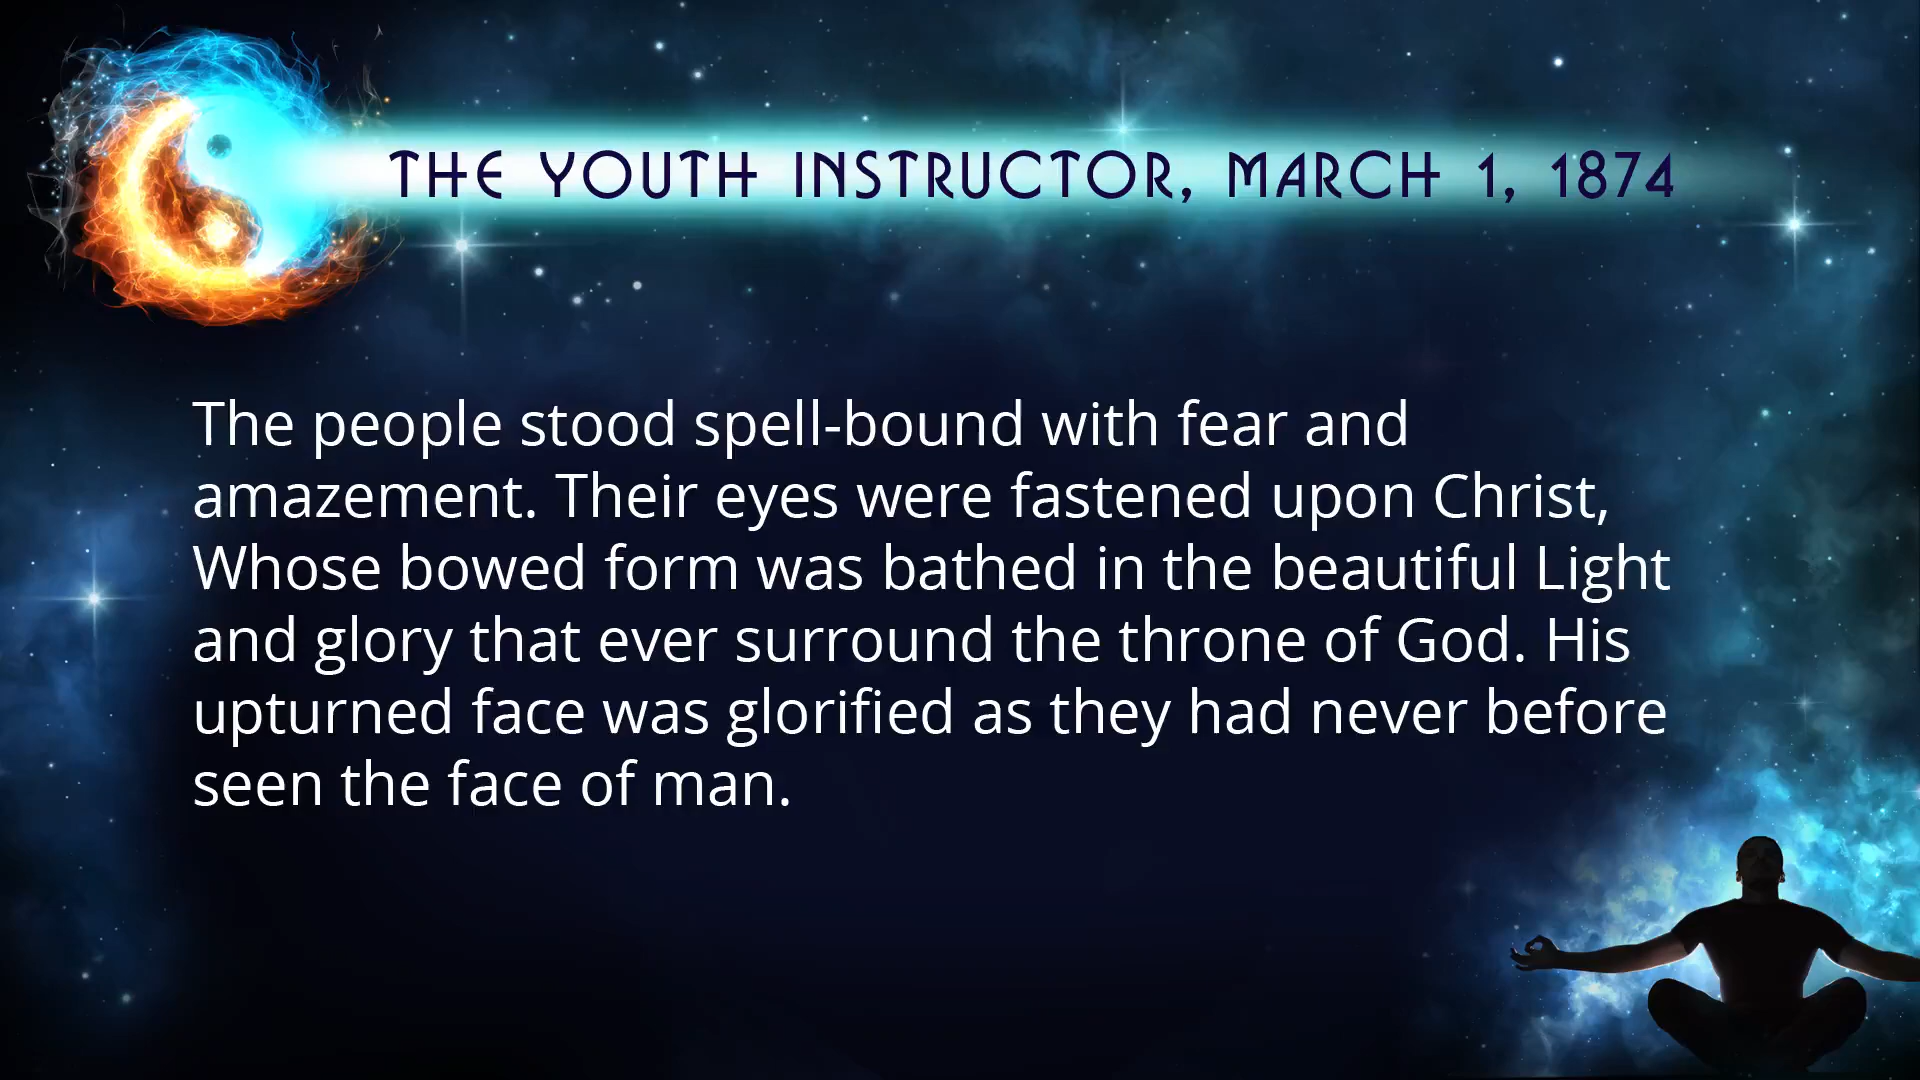 THE YOUTH INSTRUCTOR, MARCH 1, 1874
The people stood spell-bound with fear and
amazement. Their eyes were fastened upon Christ,
Whose bowed form was bathed in the beautiful Light
and glory that ever surround the throne of God. His
upturned face was glorified as they had never before
seen the face of man.